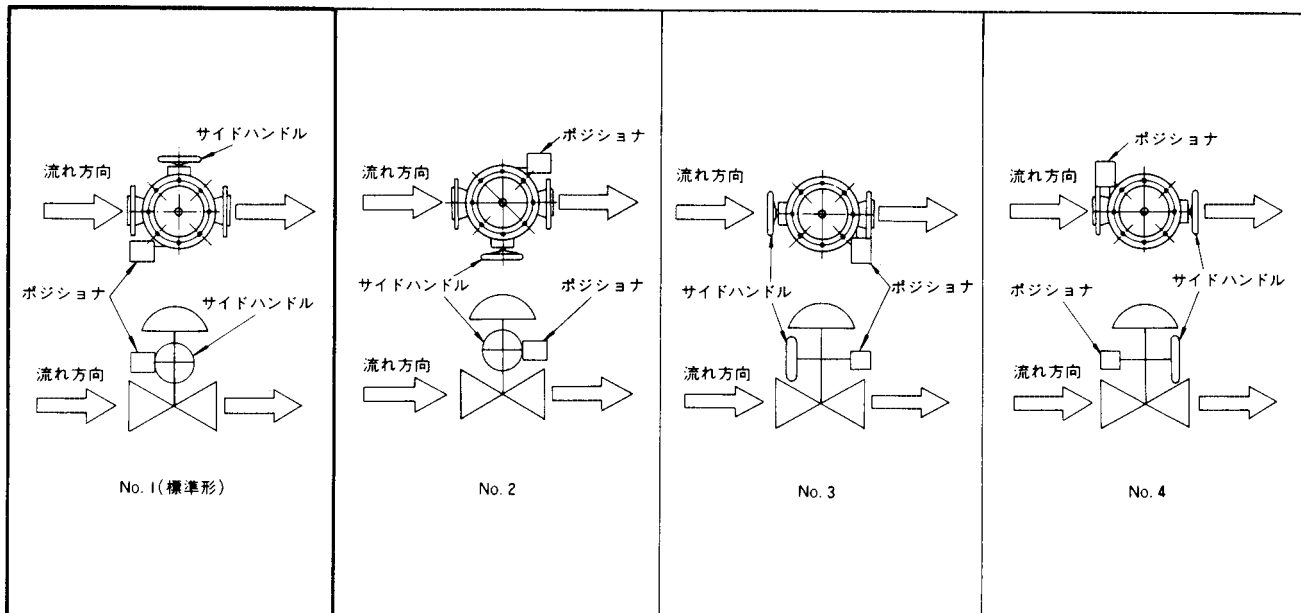 サイドハンドル
流れ方向
ポジショナ
サイドハンドル
流れ方向
No. 1(標準形)
ポジショナ
流れ方向
サイドハンドル
ポジショナ
流れ方向
No. 2
流れ方向
サイドハンドル
ポジショナ
流れ方向
No. 3
ポジショナ
流れ方向
ポジショナ
サイドハンドル
流れ方向
No. 4